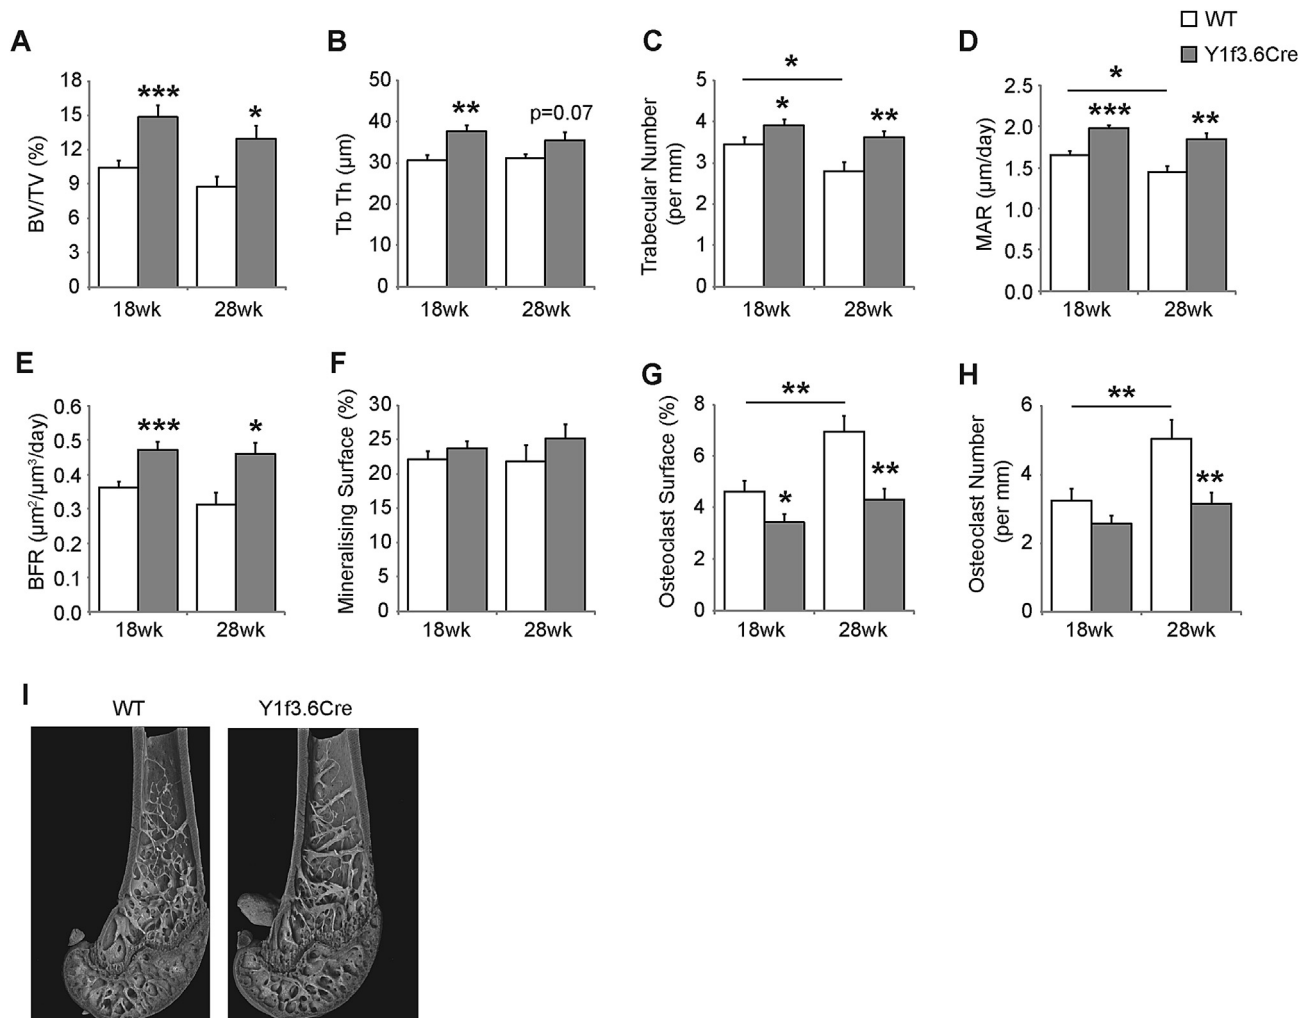 WT
Y1f3.6Cre
A
BV/TV (%)
18
15
12
9
6
3
0
***
*
18wk
28wk
B
Tb Th (µm)
50
40
30
20
10
0
**
p=0.07
18wk
28wk
C
Trabecular Number
(per mm)
5
4
3
2
1
0
*
*
**
18wk
28wk
D
MAR (µm/day)
2.5
2.0
1.5
1.0
0.5
0.0
*
***
**
18wk
28wk
E
BFR (µm²/µm³/day)
0.6
0.5
0.4
0.3
0.2
0.1
0.0
***
*
18wk
28wk
F
Mineralising Surface (%)
30
25
20
15
10
5
0
18wk
28wk
G
Osteoclast Surface (%)
8
6
4
2
0
**
*
**
18wk
28wk
H
Osteoclast Number
(per mm)
6
4
2
0
**
**
18wk
28wk
I
WT
Y1f3.6Cre